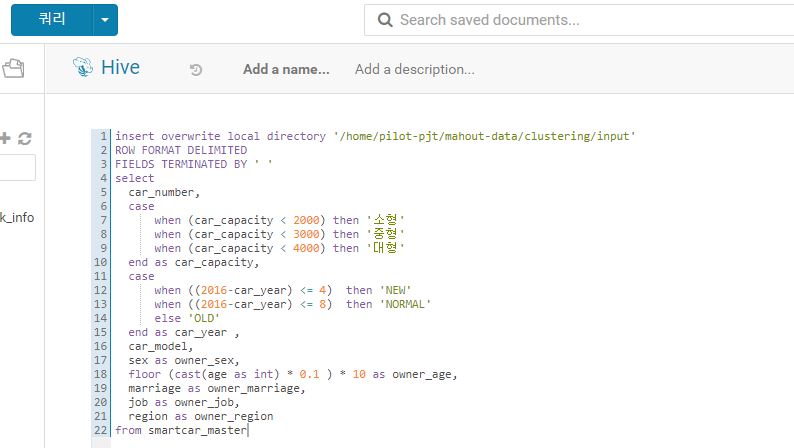 쿼리
Search saved documents...
Hive
Add a name...
Add a description...
k_info
1 insert overwrite local directory '/home/pilot-pjt/mahout-data/clustering/input'
2 ROW FORMAT DELIMITED
3 FIELDS TERMINATED BY ' '
4 select
5 car_number,
6 case
7 when (car_capacity < 2000) then '소형'
8 when (car_capacity < 3000) then '중형'
9 when (car_capacity < 4000) then '대형'
10 end as car_capacity,
11 case
12 when ((2016-car_year) <= 4)  then 'NEW'
13 when ((2016-car_year) <= 8)  then 'NORMAL'
14 else 'OLD'
15 end as car_year ,
16 car_model,
17 sex as owner_sex,
18 floor (cast(age as int) * 0.1 ) * 10 as owner_age,
19 marriage as owner_marriage,
20 job as owner_job,
21 region as owner_region
22 from smartcar_master